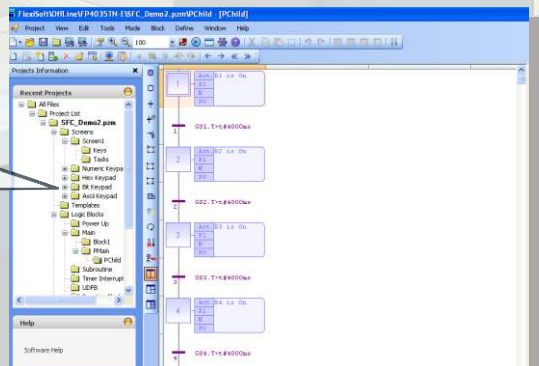 FlexiSoft\OffLine\FP4035TN-E\SFC_Demo2.pzm\PChild - [PChild]
Project View Edit Tools Mode Block Define Window Help
100
Projects Information
Recent Projects
All Files
Project List
SFC_Demo2.pzm
Screens
Screen1
Keys
Tasks
Numeric Keypa
Hex Keypad
Bit Keypad
Ascii Keypad
Templates
Logic Blocks
Power Up
Main
Block1
PMain
PChild
Subroutine
Timer Interrupt
UDFB
Help
Software Help
1
Act B1 is On
P1
N
P0
1
GS1.T>t#4000ms
2
Act B2 is On
P1
N
P0
2
GS2.T>t#4000ms
3
Act B3 is On
P1
N
P0
3
GS3.T>t#4000ms
4
Act B4 is On
P1
N
P0
4
GS4.T>t#4000ms